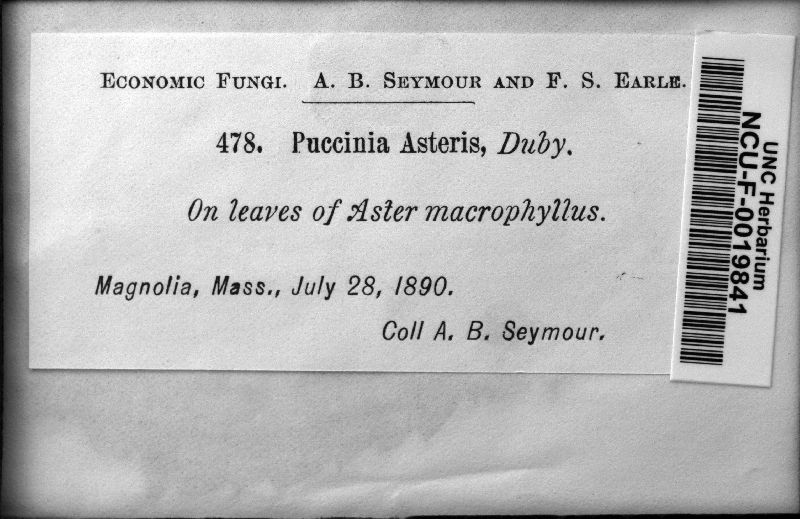 Economic Fungi. A. B. Seymour and F. S. Earle.
478. Puccinia Asteris, Duby.
On leaves of Aster macrophyllus.
Magnolia, Mass., July 28, 1890.
Coll A. B. Seymour.
UNC Herbarium
NCU-F-0019841